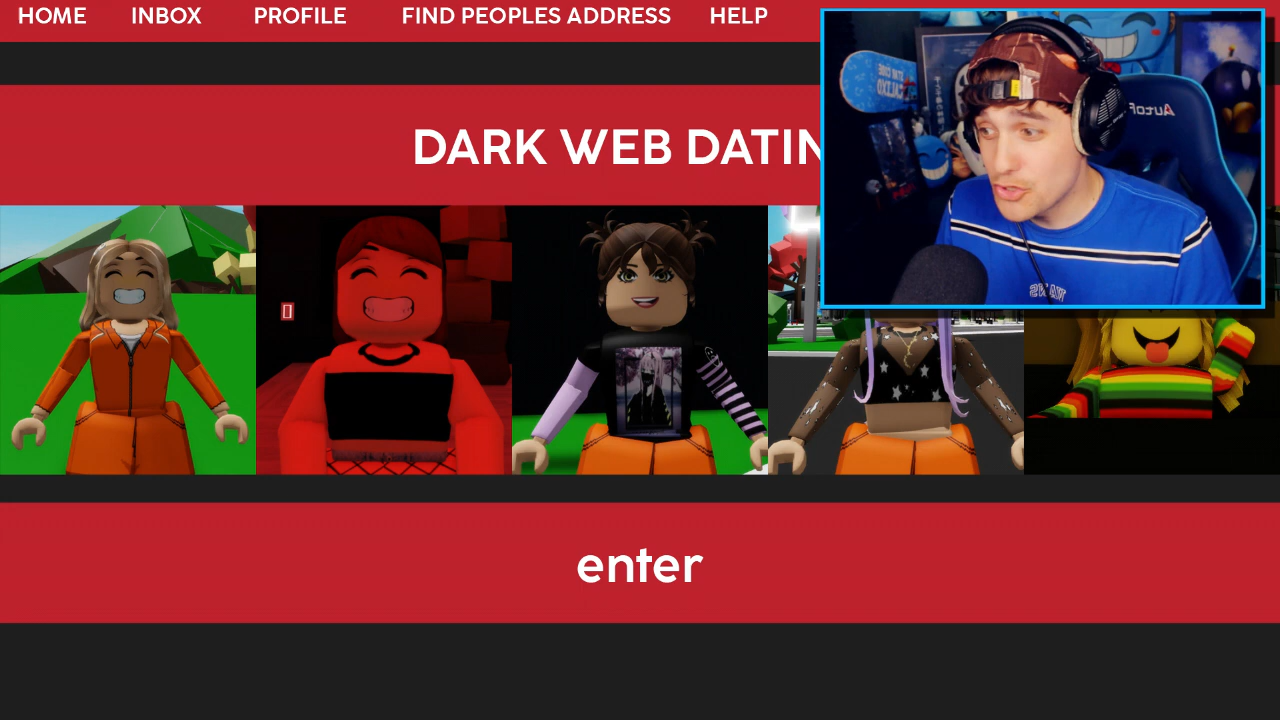 HOME INBOX PROFILE FIND PEOPLES ADDRESS HELP
DARK WEB DATIN
enter